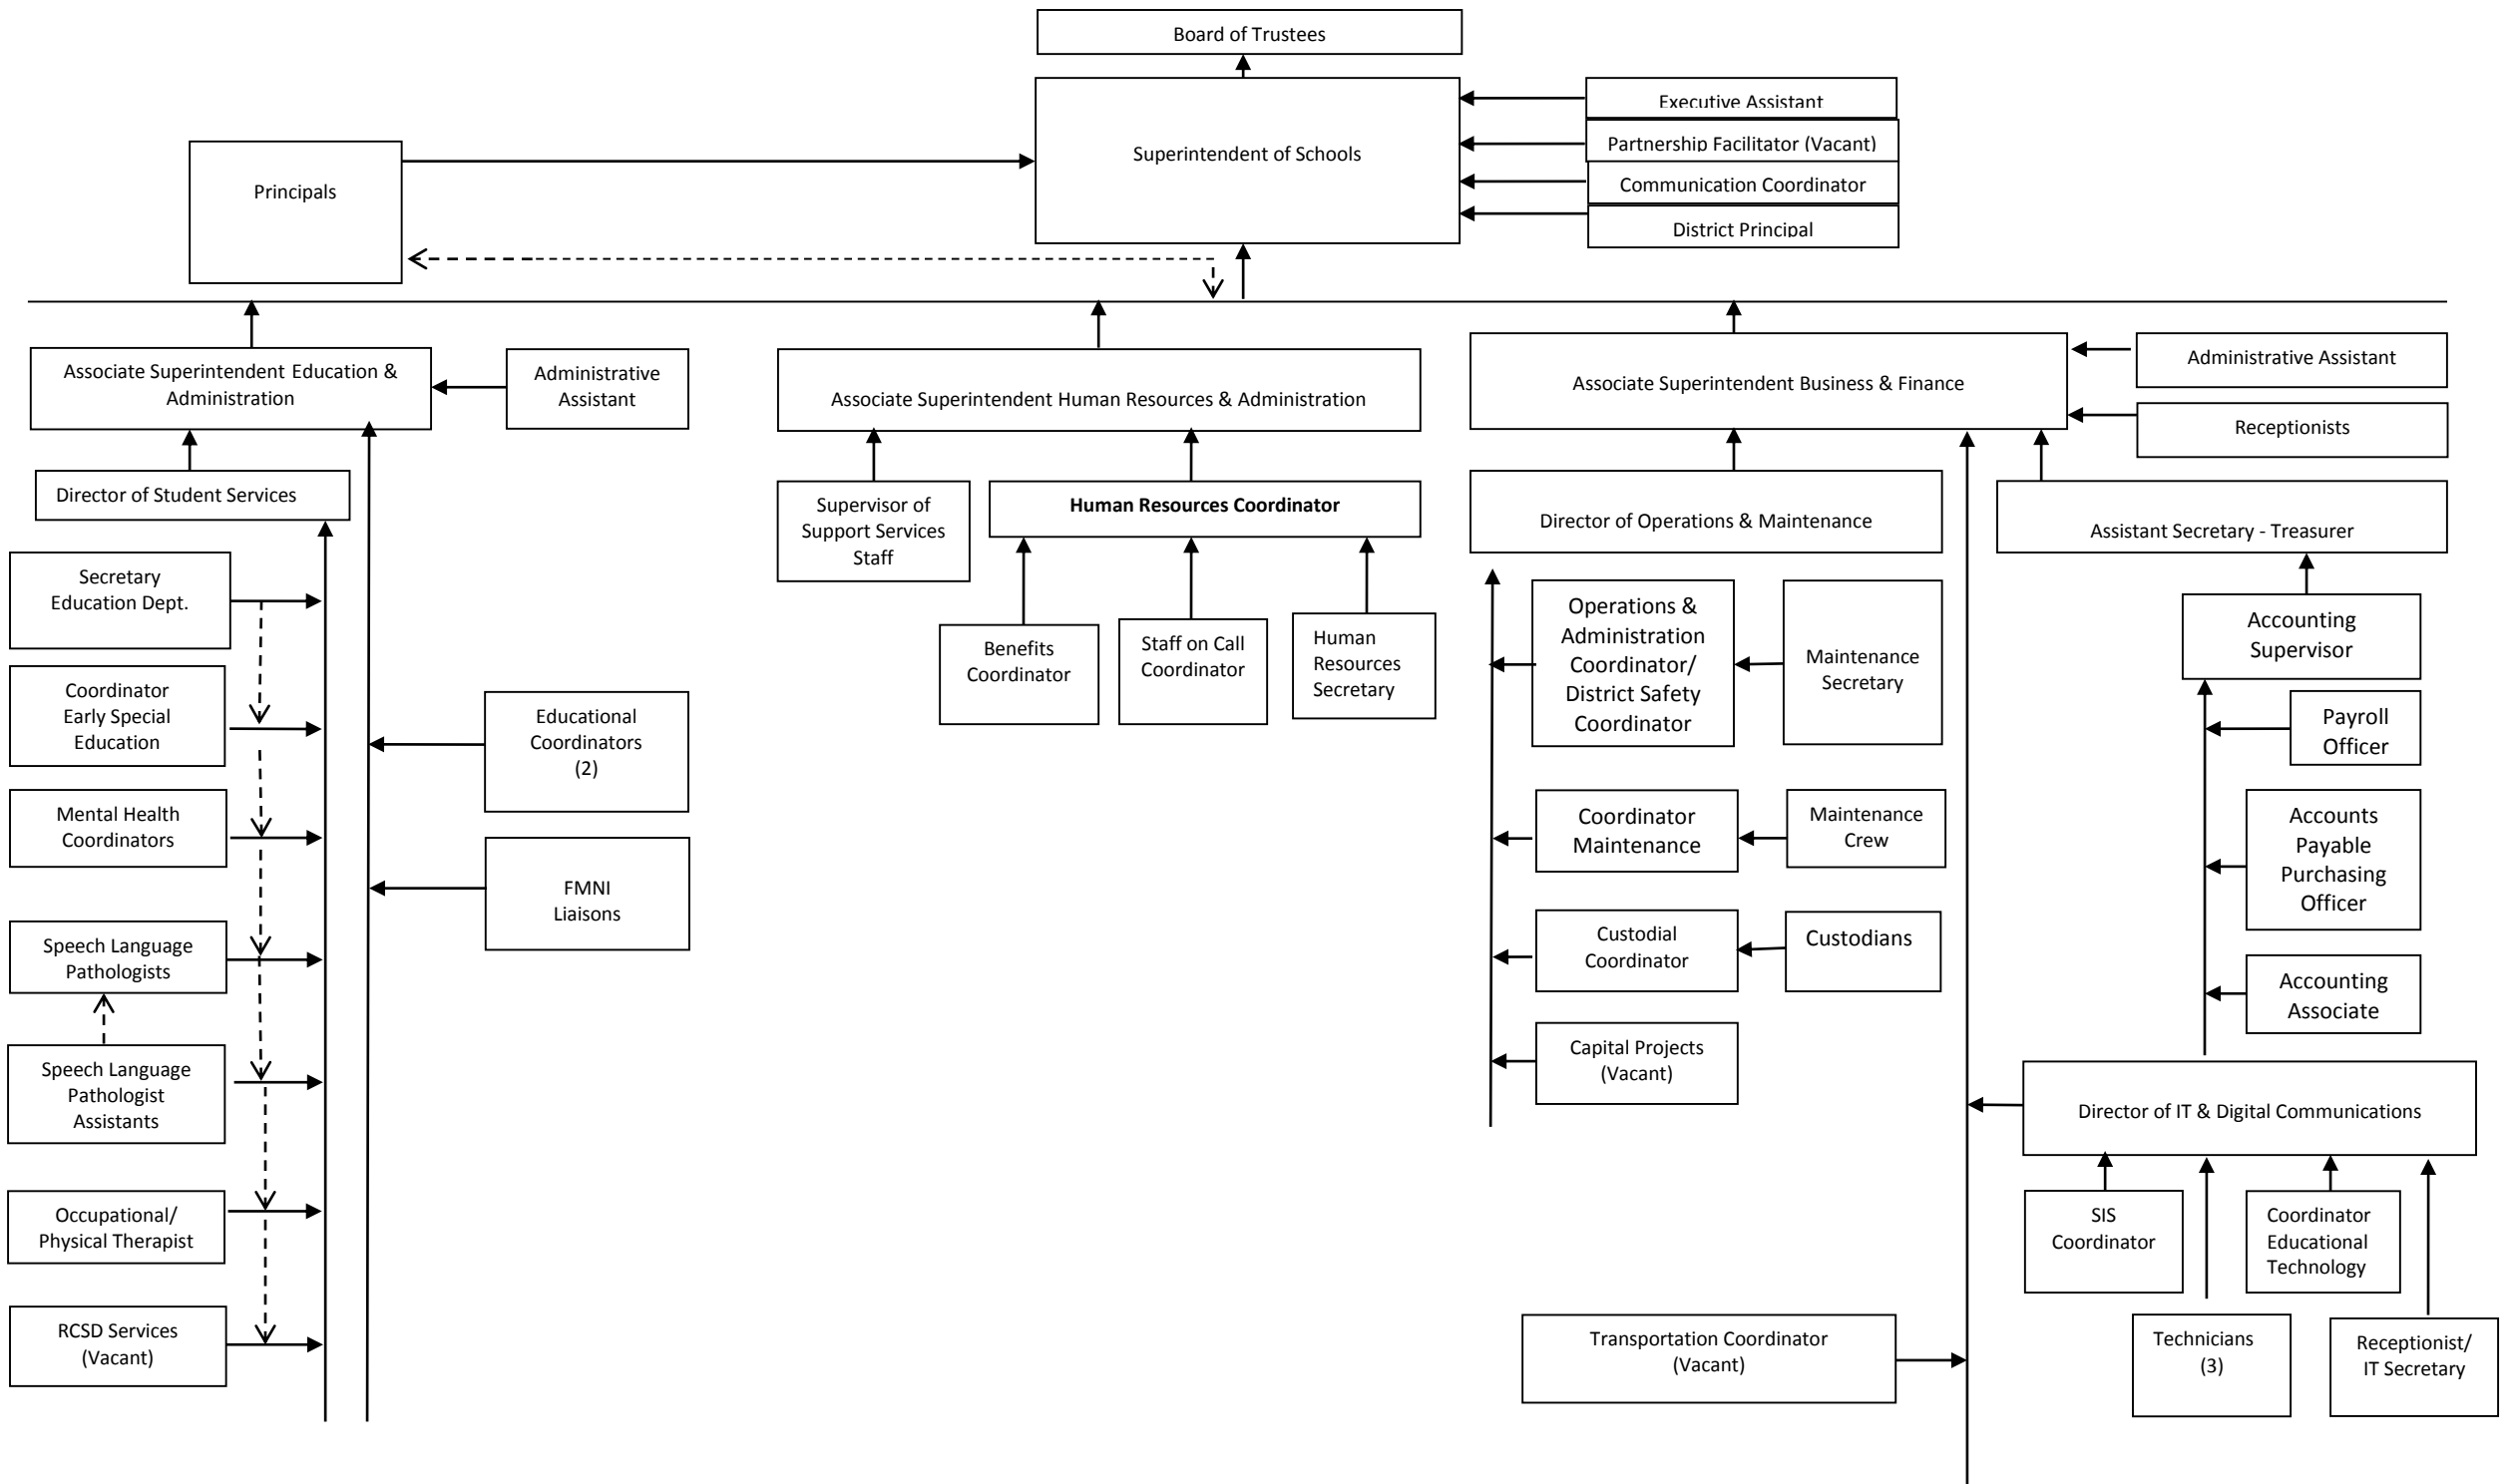 Board of Trustees
Superintendent of Schools
Executive Assistant
Partnership Facilitator (Vacant)
Communication Coordinator
District Principal
Principals
Associate Superintendent Education &
Administration
Administrative
Assistant
Associate Superintendent Human Resources & Administration
Associate Superintendent Business & Finance
Administrative Assistant
Receptionists
Director of Student Services
Secretary
Education Dept.
Coordinator
Early Special
Education
Mental Health
Coordinators
Speech Language
Pathologists
Speech Language
Pathologist
Assistants
Occupational/
Physical Therapist
RCSD Services
(Vacant)
Educational
Coordinators
(2)
FMNI
Liaisons
Supervisor of
Support Services
Staff
Human Resources Coordinator
Benefits
Coordinator
Staff on Call
Coordinator
Human
Resources
Secretary
Director of Operations & Maintenance
Operations &
Administration
Coordinator/
District Safety
Coordinator
Maintenance
Secretary
Coordinator
Maintenance
Maintenance
Crew
Custodial
Coordinator
Custodians
Capital Projects
(Vacant)
Transportation Coordinator
(Vacant)
Assistant Secretary - Treasurer
Accounting
Supervisor
Payroll
Officer
Accounts
Payable
Purchasing
Officer
Accounting
Associate
Director of IT & Digital Communications
SIS
Coordinator
Coordinator
Educational
Technology
Technicians
(3)
Receptionist/
IT Secretary